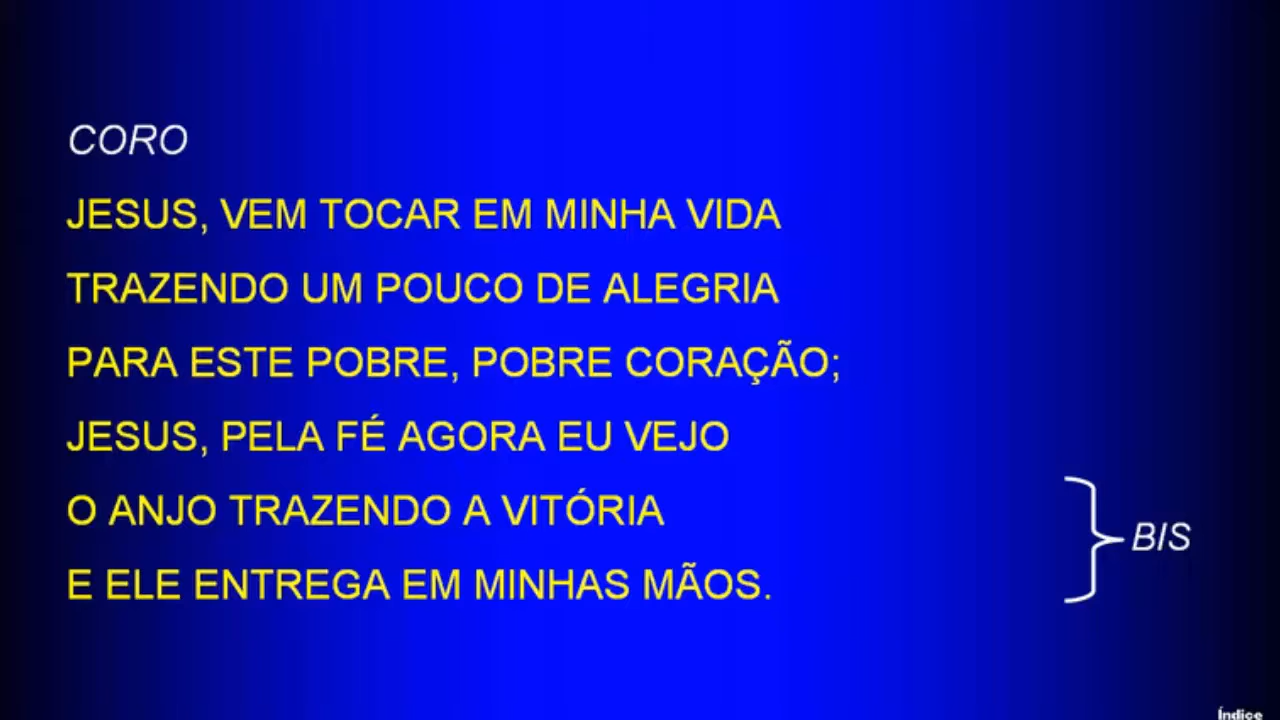 CORO
JESUS, VEM TOCAR EM MINHA VIDA
TRAZENDO UM POUCO DE ALEGRIA
PARA ESTE POBRE, POBRE CORAÇÃO;
JESUS, PELA FÉ AGORA EU VEJO
O ANJO TRAZENDO A VITÓRIA
E ELE ENTREGA EM MINHAS MÃOS.
BIS
Índice